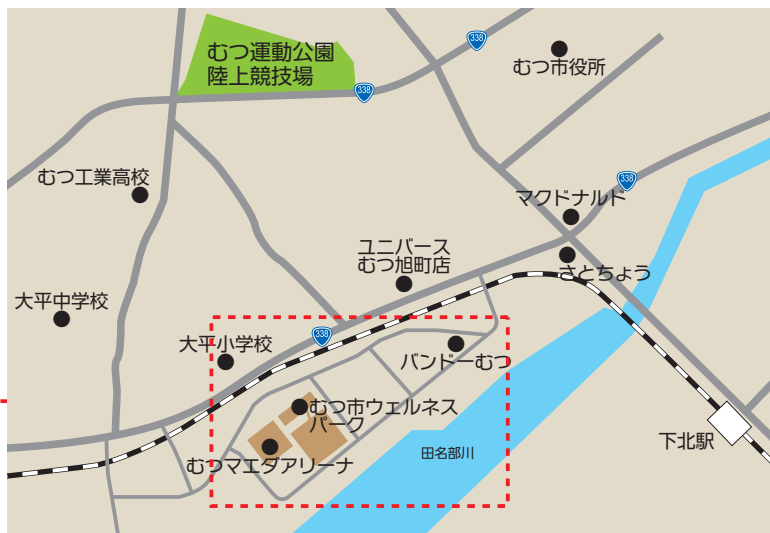 むつ運動公園
陸上競技場
338
338
むつ市役所
むつ工業高校
マクドナルド
338
ユニバース
むつ旭町店
さとちょう
大平中学校
大平小学校
338
バンドーむつ
むつ市ウェルネス
パーク
むつマエダアリーナ
田名部川
下北駅